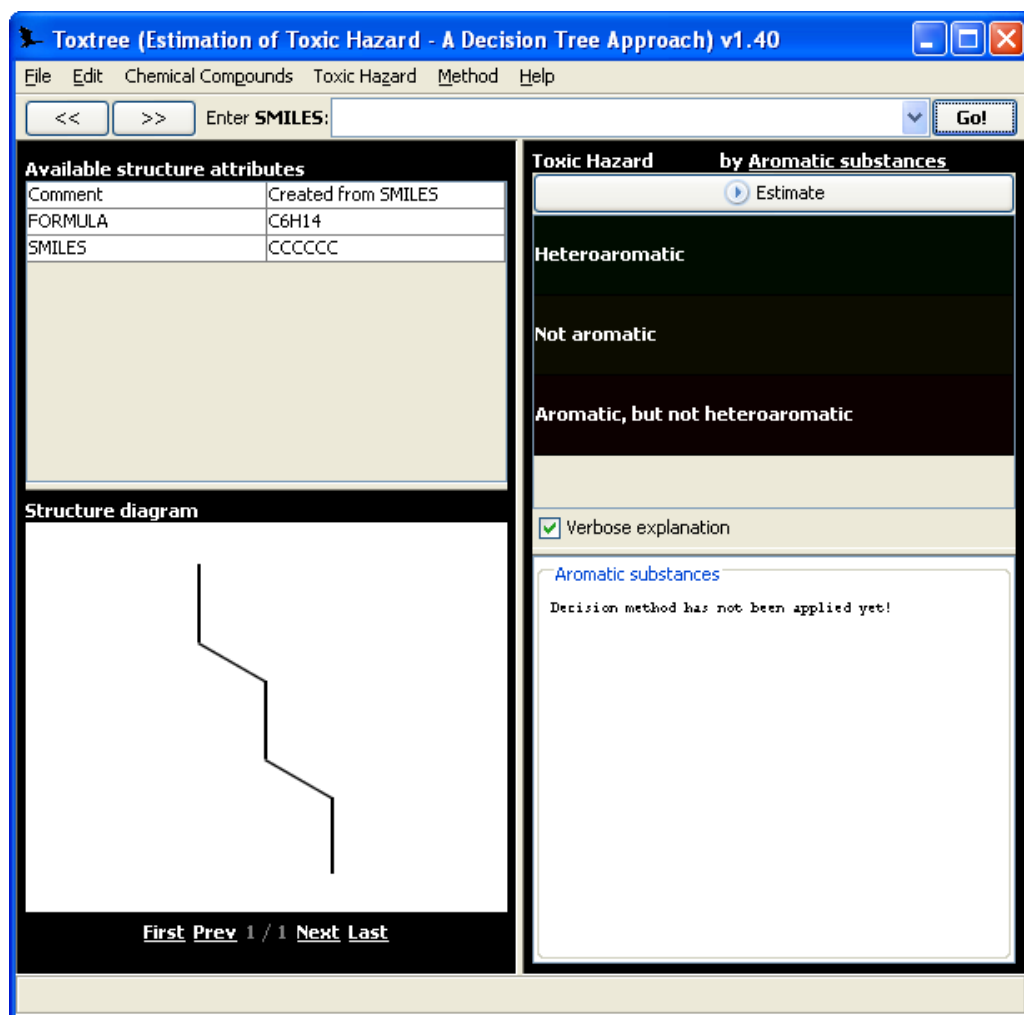 Toxtree (Estimation of Toxic Hazard - A Decision Tree Approach) v1.40
File Edit Chemical Compounds Toxic Hazard Method Help
<< >> Enter SMILES: Go!
Available structure attributes
Comment Created from SMILES
FORMULA C6H14
SMILES CCCCCC
Structure diagram
First Prev 1 / 1 Next Last
Toxic Hazard by Aromatic substances
Estimate
Heteroaromatic
Not aromatic
Aromatic, but not heteroaromatic
Verbose explanation
Aromatic substances
Decision method has not been applied yet!